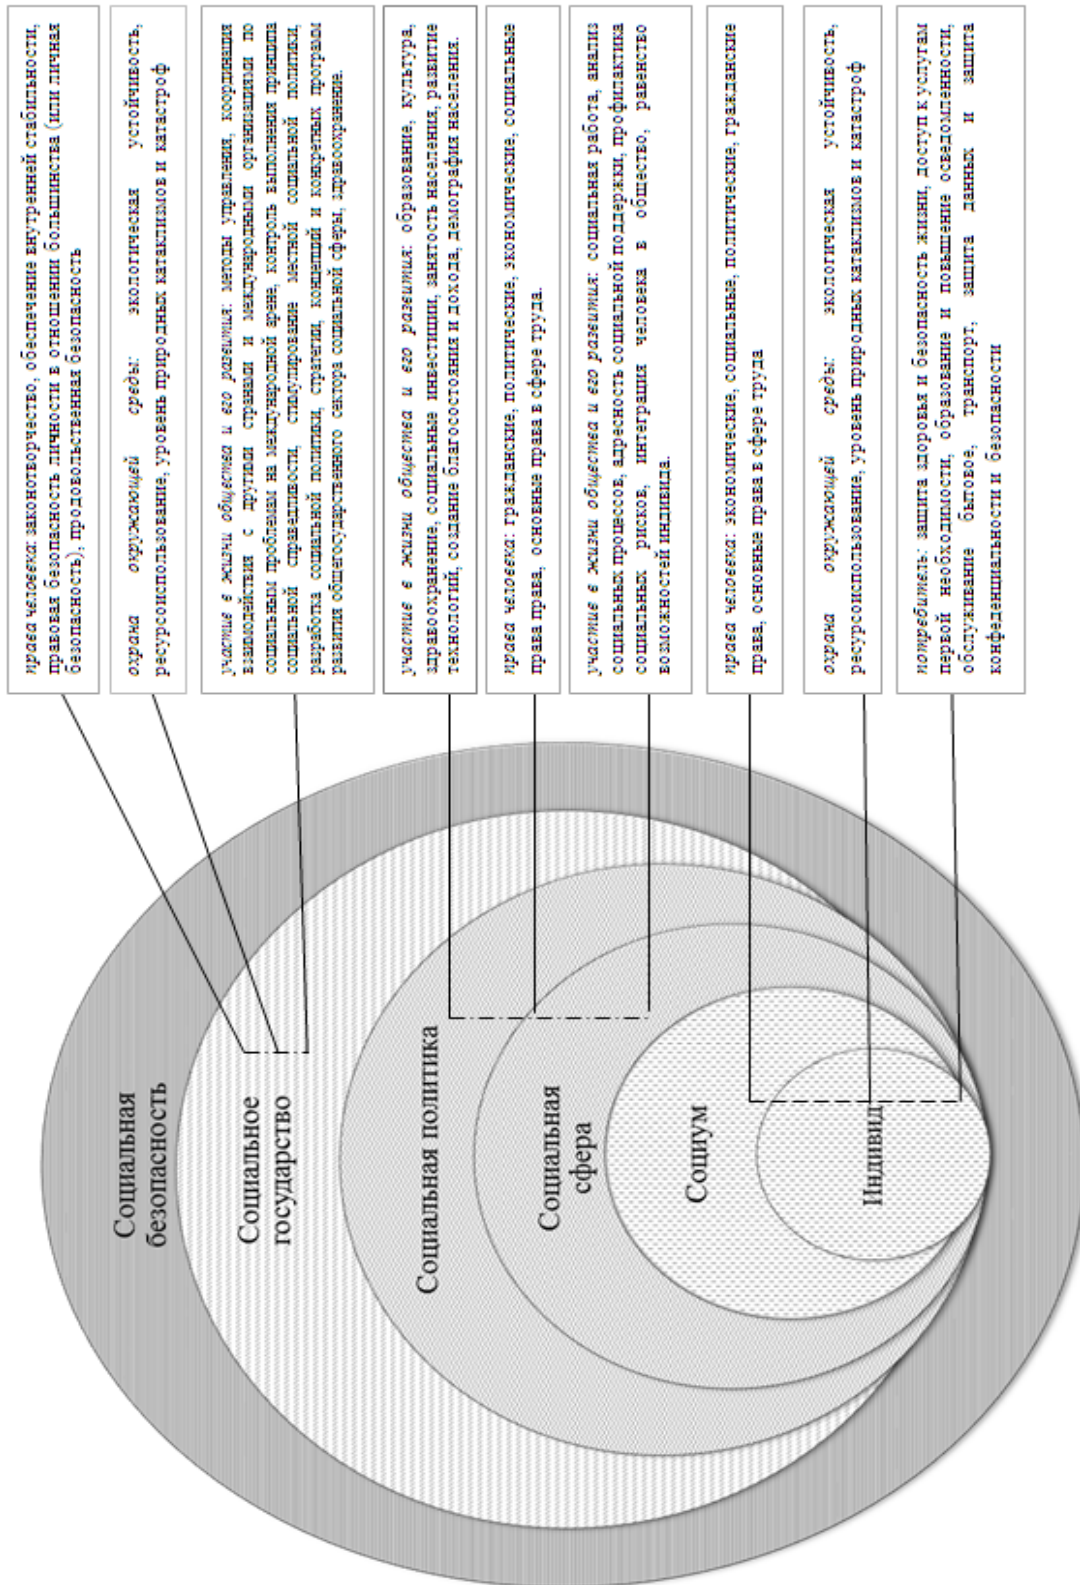 права человека: законотворчество, обеспечение внутренней стабильности,
правовая безопасность личности в отношении большинства (или личная
безопасность), продовольственная безопасность
охрана окружающей среды: экологическая устойчивость,
ресурсоиспользование, уровень природных катаклизмов и катастроф
участие в жизни общества и его развития: методы управления, координация
взаимодействия с другими странами и международными организациями по
социальным проблемам на международной арене, контроль выполнения принципа
социальной справедливости, стимулирование местной социальной политики,
разработка социальной политики, стратегии, концепций и конкретных программ
развития общегосударственного сектора социальной сферы, здравоохранение.
участие в жизни общества и его развития: образование, культура,
здравоохранение, социальные инвестиции, занятость населения, развитие
технологий, создание благосостояния и дохода, демография населения.
права человека: гражданские, политические, экономические, социальные
права права, основные права в сфере труда.
участие в жизни общества и его развития: социальная работа, анализ
социальных процессов, адресность социальной поддержки, профилактика
социальных рисков, интеграция человека в общество, равенство
возможностей индивида.
права человека: экономические, социальные, политические, гражданские
права, основные права в сфере труда
охрана окружающей среды: экологическая устойчивость,
ресурсоиспользование, уровень природных катаклизмов и катастроф
потребитель: защита здоровья и безопасность жизни, доступ к услугам
первой необходимости, образование и повышение осведомленности,
обслуживание бытовое, транспорт, защита данных и защита
конфеденциальности и безопасности
Социальная
безопасность
Социальное
государство
Социальная политика
Социальная
сфера
Социум
Индивид